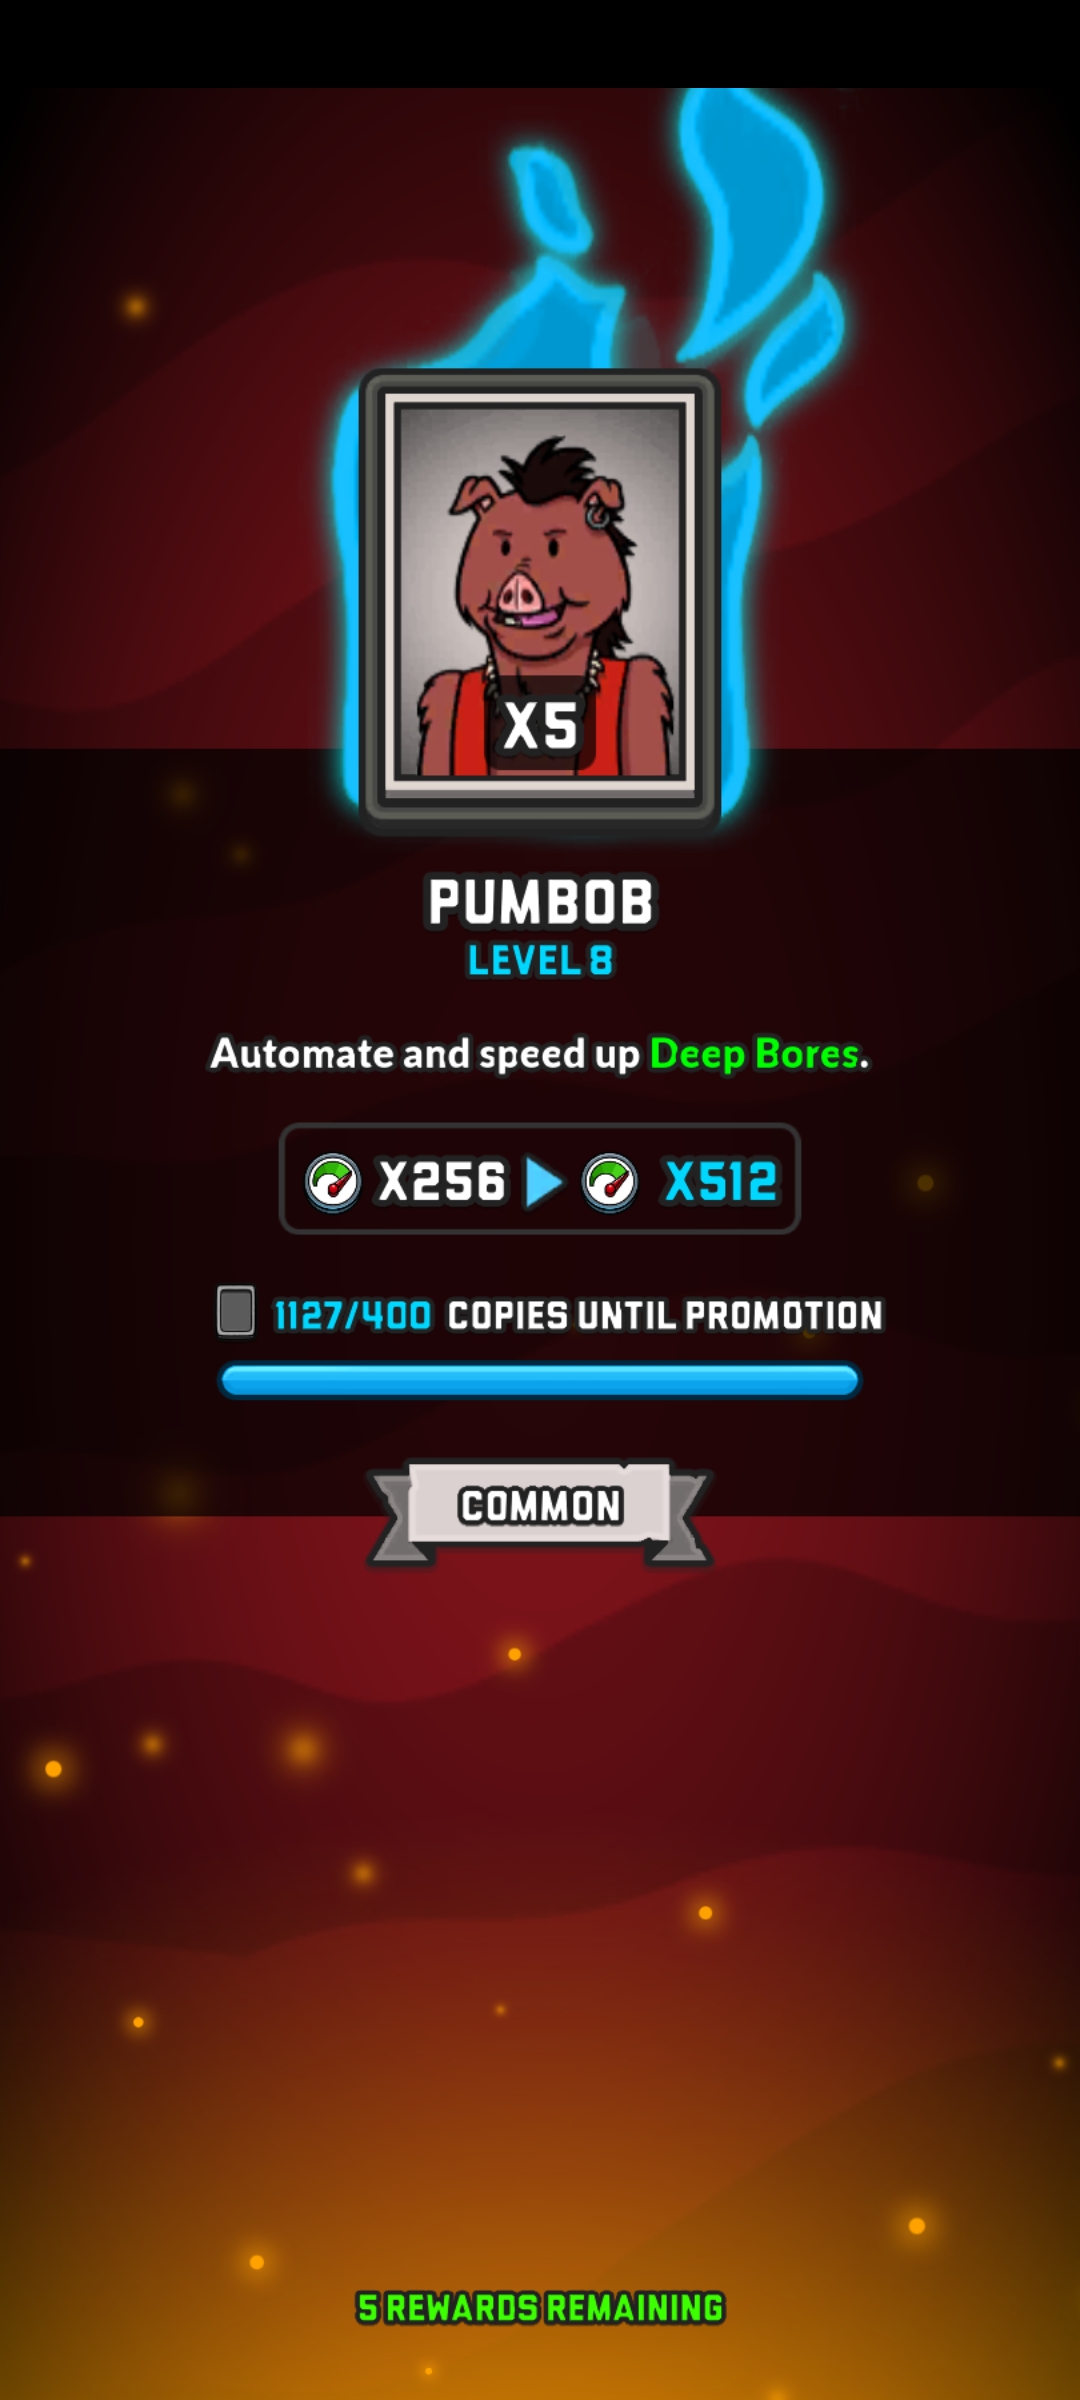 X5
PUMBOB
LEVEL 8
Automate and speed up Deep Bores.
X256 X512
1127/400 COPIES UNTIL PROMOTION
COMMON
5 REWARDS REMAINING